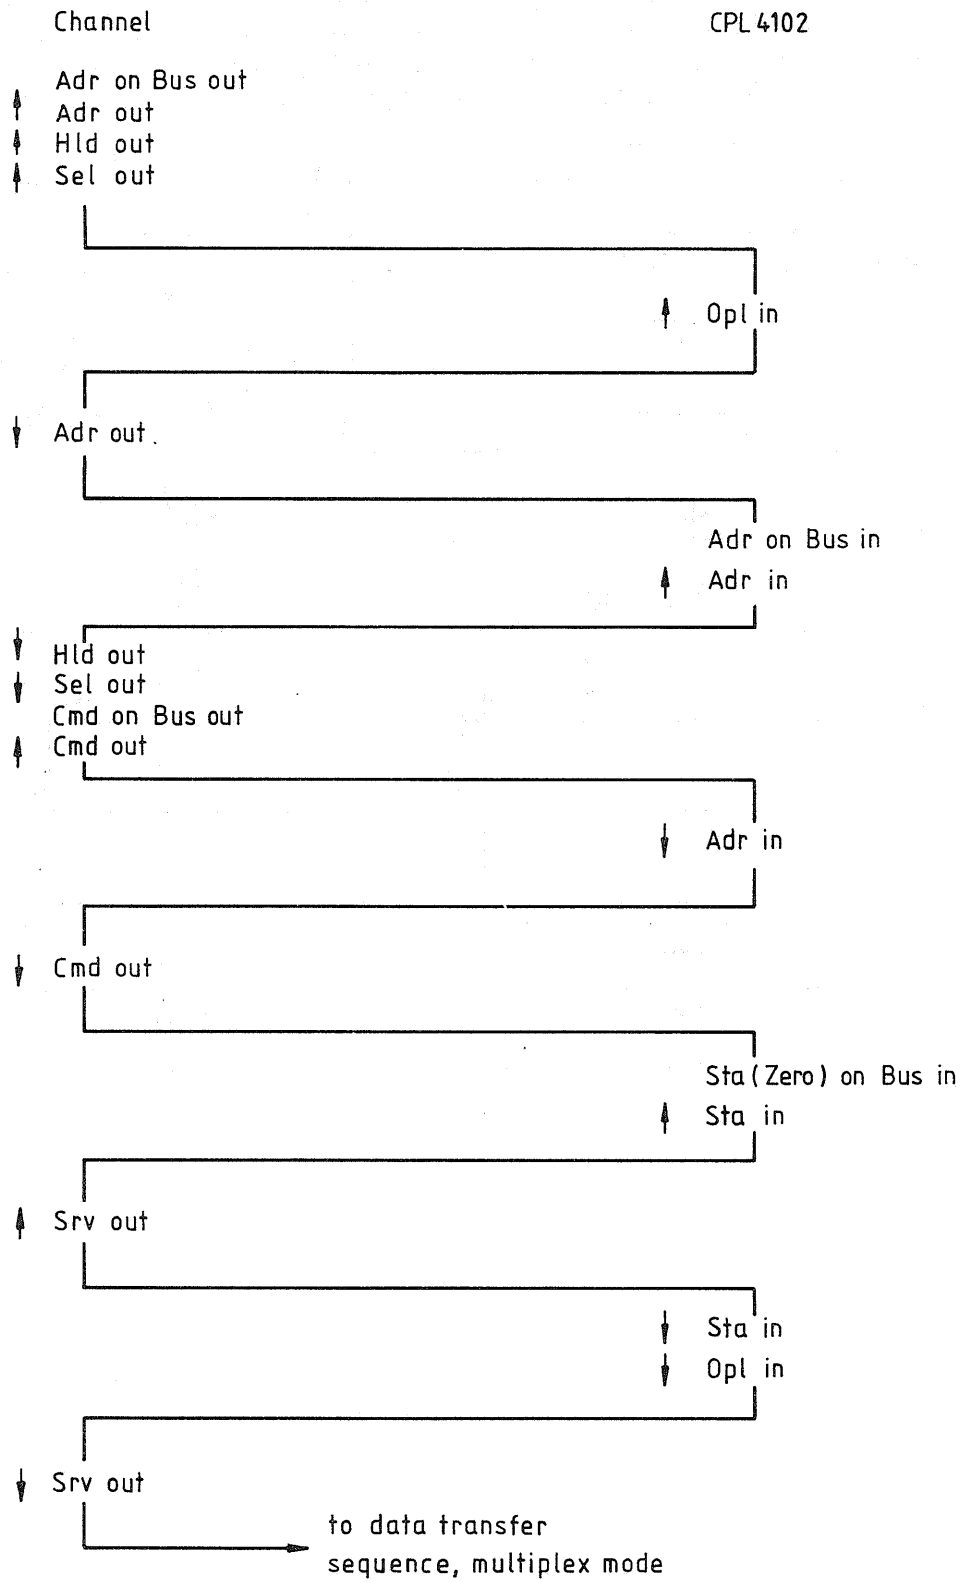 Channel CPL 4102
Adr on Bus out
Adr out
Hld out
Sel out
Opl in
Adr out
Adr on Bus in
Adr in
Hld out
Sel out
Cmd on Bus out
Cmd out
Adr in
Cmd out
Sta (Zero) on Bus in
Sta in
Srv out
Sta in
Opl in
Srv out
to data transfer
sequence, multiplex mode